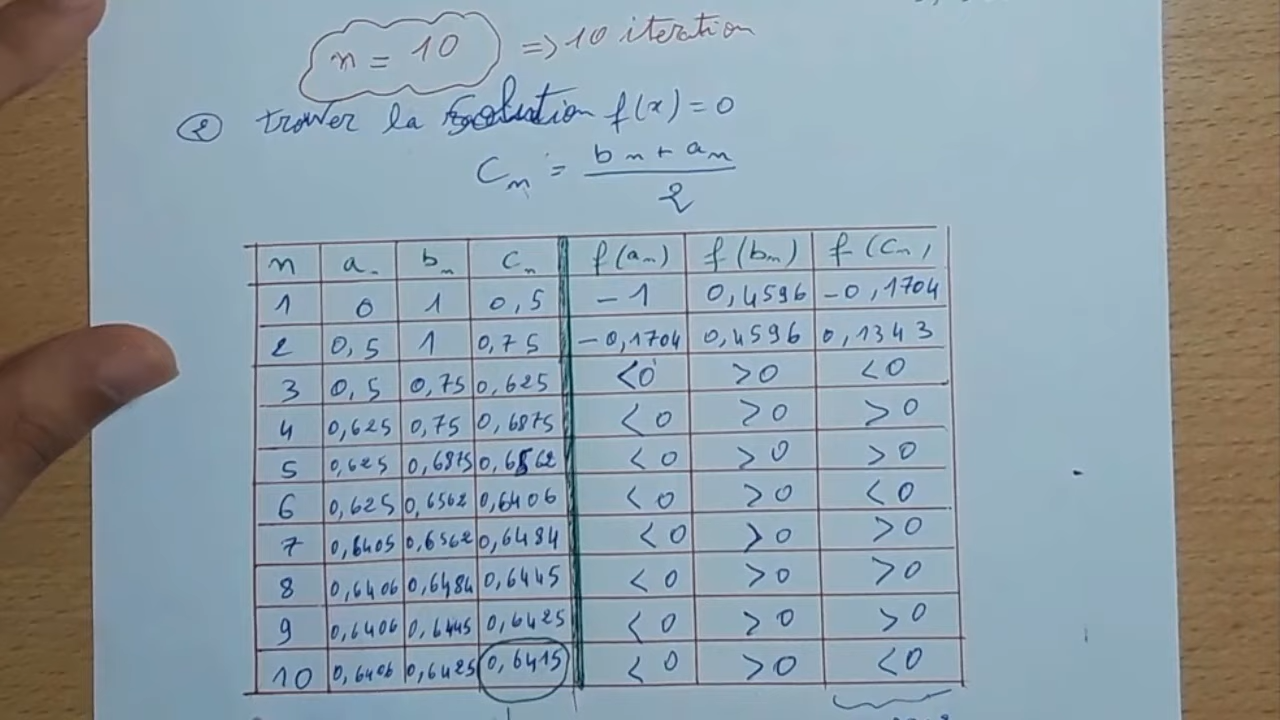 n = 10 => 10 iteration
② trouver la solution f(x) = 0
Cn = bn + an / 2
n an bn cn f(an) f(bn) f(cn)
1 0 1 0,5 -1 0,4596 -0,1704
2 0,5 1 0,75 -0,1704 0,4596 0,1343
3 0,5 0,75 0,625 <0 >0 <0
4 0,625 0,75 0,6875 <0 >0 >0
5 0,625 0,6875 0,6562 <0 >0 >0
6 0,625 0,6562 0,6406 <0 >0 <0
7 0,6405 0,6562 0,6484 <0 >0 >0
8 0,6406 0,6484 0,6445 <0 >0 >0
9 0,6406 0,6445 0,6425 <0 >0 >0
10 0,6406 0,6425 0,6415 <0 >0 <0